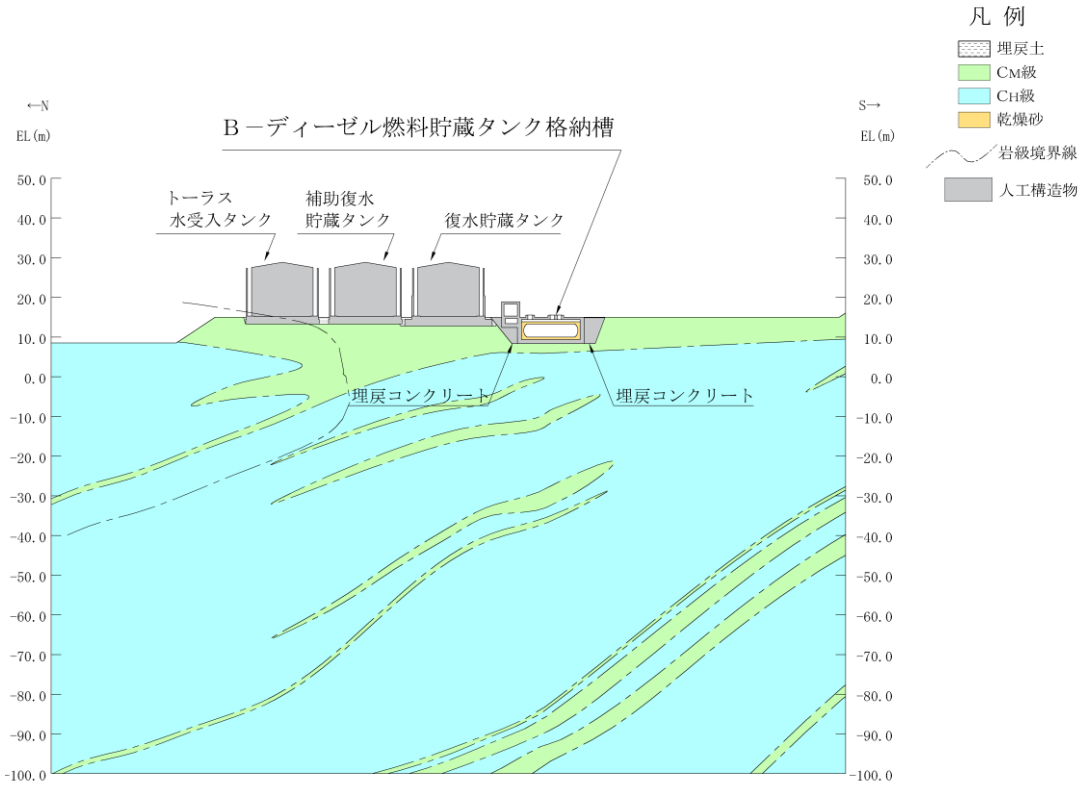 凡 例
埋戻土
CM級
CH級
乾燥砂
岩級境界線
人工構造物
←N
S→
EL(m)
EL(m)
B－ディーゼル燃料貯蔵タンク格納槽
トーラス
水受入タンク
補助復水
貯蔵タンク
復水貯蔵タンク
埋戻コンクリート
埋戻コンクリート
50.0
40.0
30.0
20.0
10.0
0.0
-10.0
-20.0
-30.0
-40.0
-50.0
-60.0
-70.0
-80.0
-90.0
-100.0
50.0
40.0
30.0
20.0
10.0
0.0
-10.0
-20.0
-30.0
-40.0
-50.0
-60.0
-70.0
-80.0
-90.0
-100.0